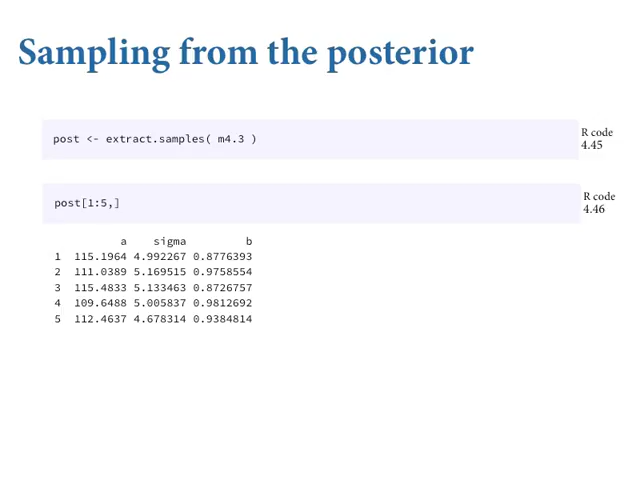 Sampling from the posterior
post <- extract.samples( m4.3 )
R code
4.45
post[1:5,]
R code
4.46
a sigma b
1 115.1964 4.992267 0.8776393
2 111.0389 5.169515 0.9758554
3 115.4833 5.133463 0.8726757
4 109.6488 5.005837 0.9812692
5 112.4637 4.678314 0.9384814